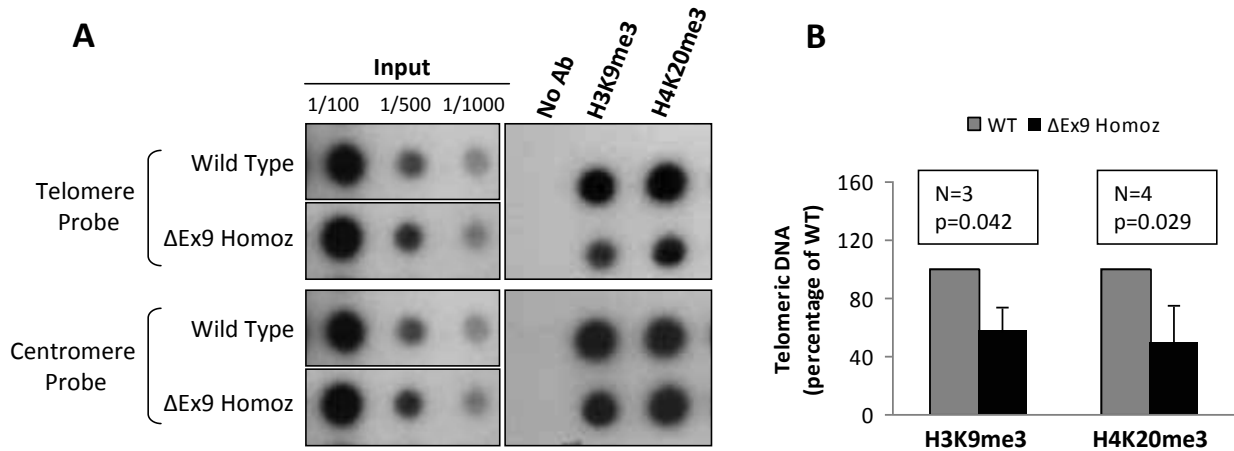 A
Input
1/100 1/500 1/1000
No Ab
H3K9me3
H4K20me3
Telomere
Probe
Wild Type
ΔEx9 Homoz
Centromere
Probe
Wild Type
ΔEx9 Homoz
B
WT ΔEx9 Homoz
N=3
p=0.042
N=4
p=0.029
Telomeric DNA
(percentage of WT)
160
120
80
40
0
H3K9me3 H4K20me3